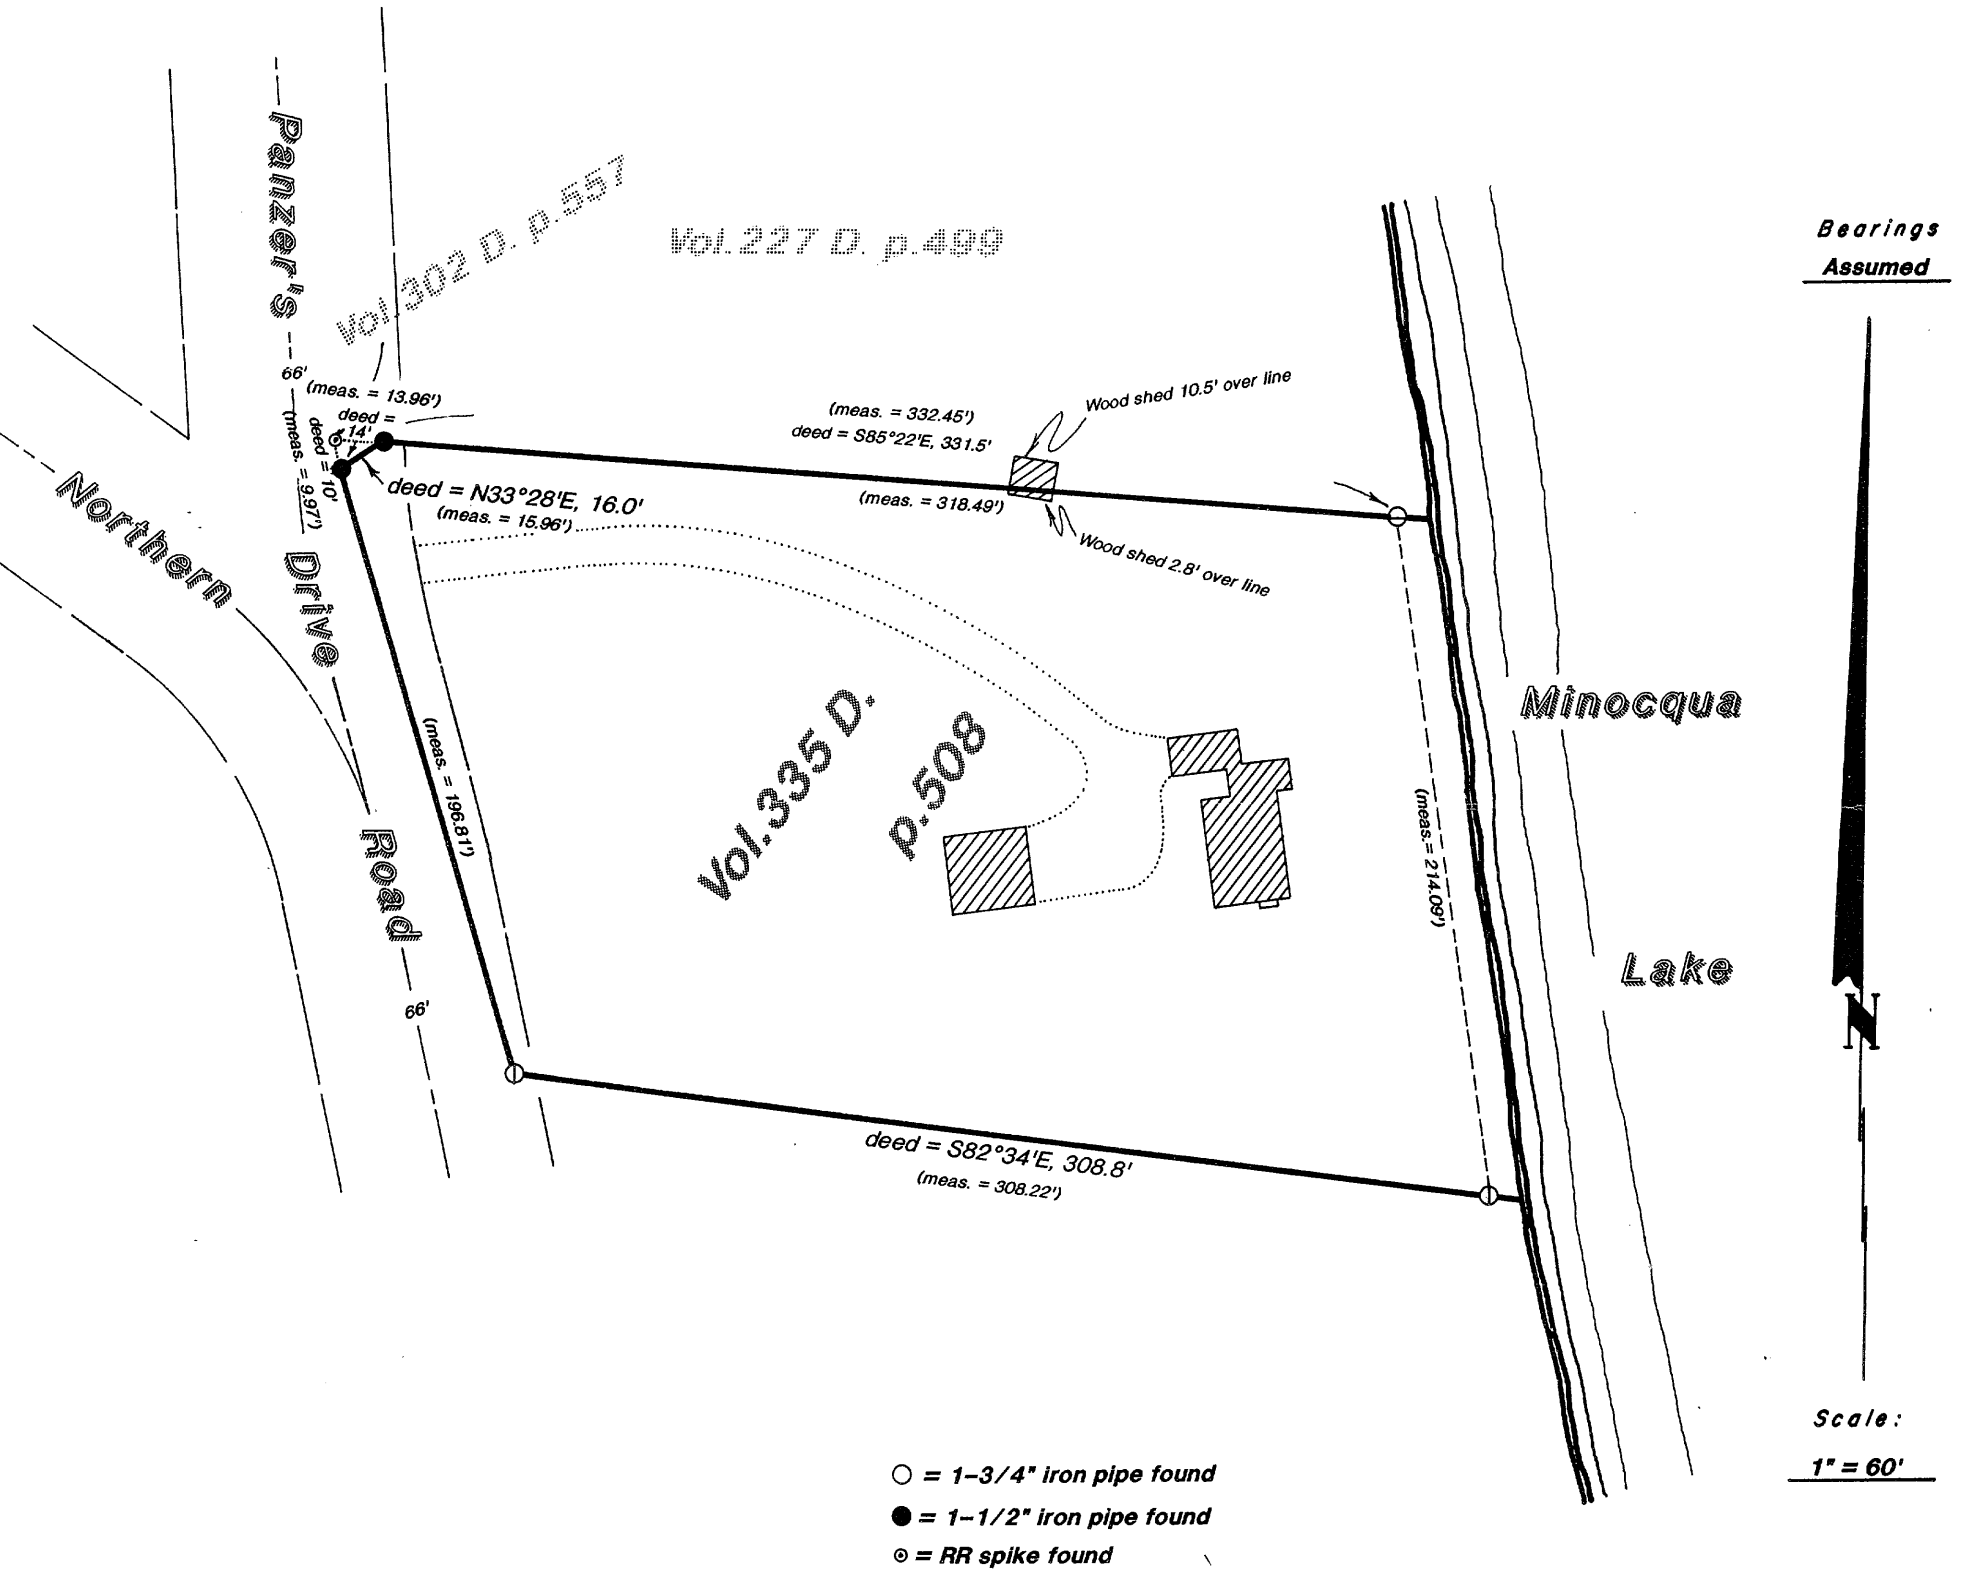 Panzer's
Drive
Road
Northern
Vol.302 D. p.557
Vol.227 D. p.499
Bearings
Assumed
66'
(meas. = 13.96')
deed =
14'
deed = 10'
(meas. = 9.97')
deed = N33°28'E, 16.0'
(meas. = 15.96')
(meas. = 332.45')
deed = S85°22'E, 331.5'
(meas. = 318.49')
Wood shed 10.5' over line
Wood shed 2.8' over line
(meas. = 196.81')
Vol.335 D.
p.508
(meas.= 214.09')
Minocqua
Lake
N
66'
deed = S82°34'E, 308.8'
(meas. = 308.22')
Scale:
1" = 60'
= 1-3/4" iron pipe found
= 1-1/2" iron pipe found
= RR spike found